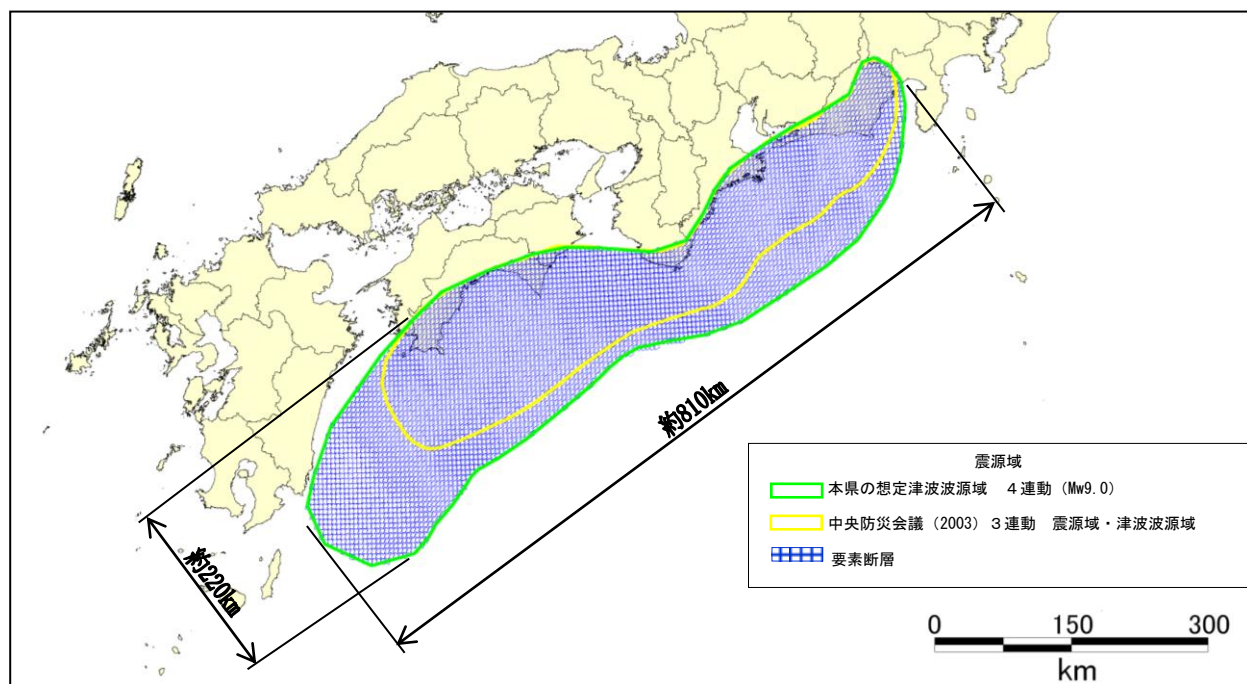 約810km
約220km
震源域
本県の想定津波波源域 ４連動（Mw9.0）
中央防災会議（2003）３連動 震源域・津波波源域
要素断層
0 150 300
km